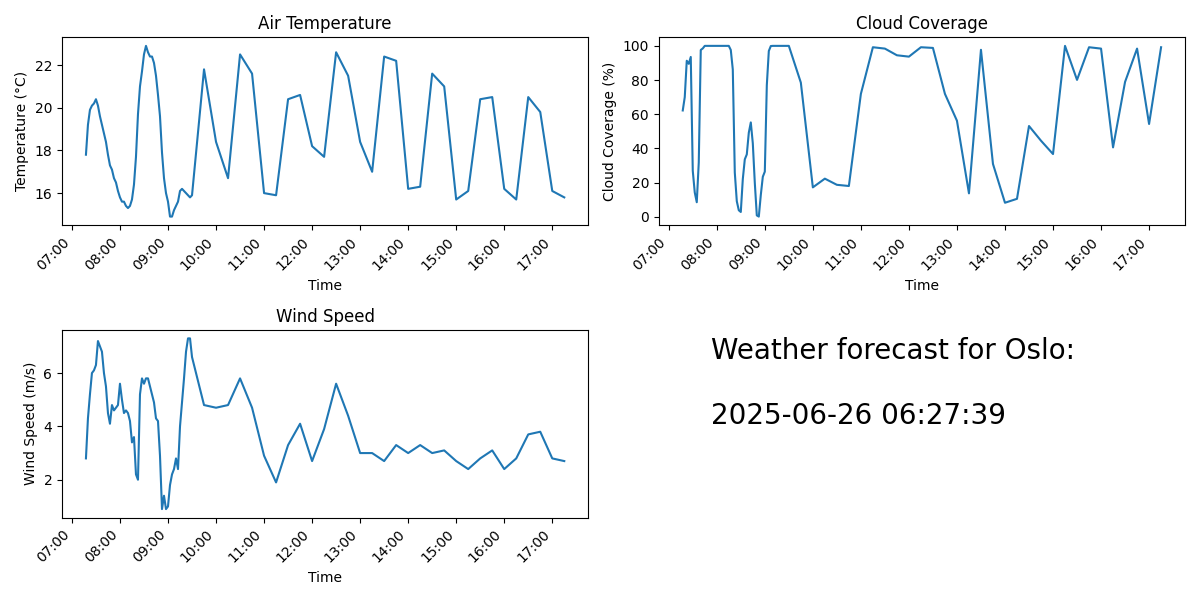 Air Temperature
Temperature (°C)
22
20
18
16
07:00 08:00 09:00 10:00 11:00 12:00 13:00 14:00 15:00 16:00 17:00
Time
Cloud Coverage
Cloud Coverage (%)
100
80
60
40
20
0
07:00 08:00 09:00 10:00 11:00 12:00 13:00 14:00 15:00 16:00 17:00
Time
Wind Speed
Wind Speed (m/s)
6
4
2
07:00 08:00 09:00 10:00 11:00 12:00 13:00 14:00 15:00 16:00 17:00
Time
Weather forecast for Oslo:
2025-06-26 06:27:39